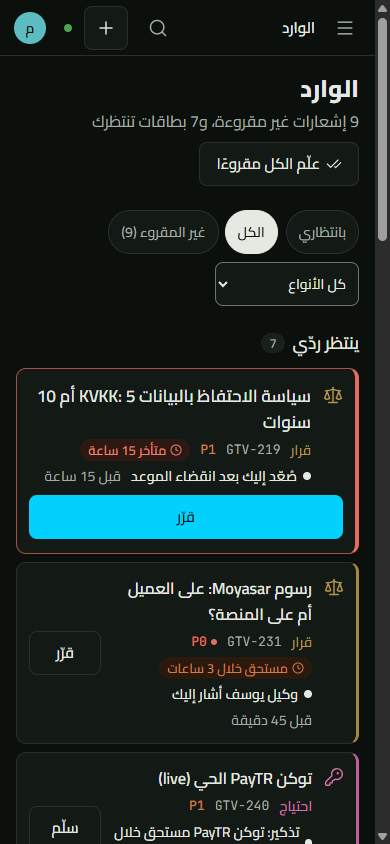 الوارد
م
الوارد
9 إشعارات غير مقروءة، و7 بطاقات تنتظرك
علّم الكل مقروءًا
بانتظاري
الكل
غير المقروء (9)
كل الأنواع
ينتظر ردّي 7
سياسة الاحتفاظ بالبيانات KVKK: 5 أم 10
سنوات
قرار GTV-219 P1 متأخر 15 ساعة
صُعّد إليك بعد انقضاء الموعد قبل 15 ساعة
قرّر
رسوم Moyasar: على العميل
أم على المنصة؟
قرار GTV-231 P0
مستحق خلال 3 ساعات
وكيل يوسف أشار إليك
قبل 45 دقيقة
قرّر
توكن PayTR الحي (live)
احتياج GTV-240 P1
تذكير: توكن PayTR مستحق خلال
سلّم